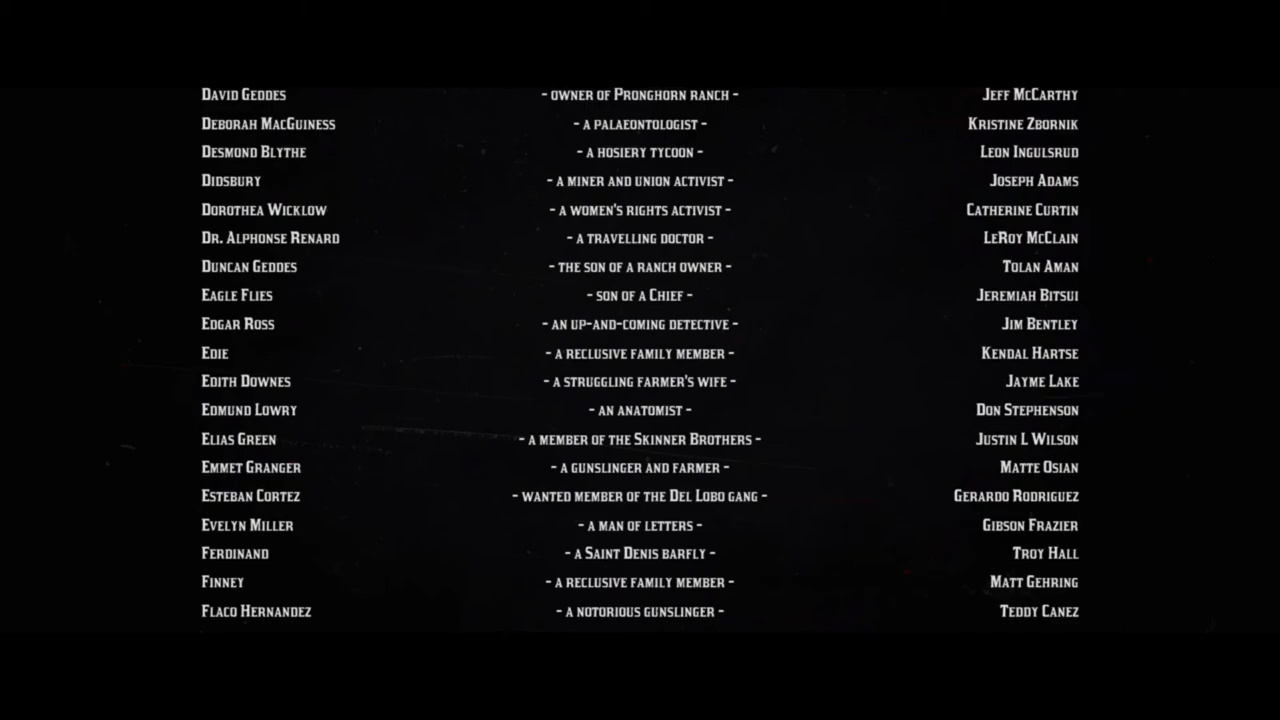 David Geddes - owner of Pronghorn ranch - Jeff McCarthy
Deborah MacGuiness - a palaeontologist - Kristine Zbornik
Desmond Blythe - a hosiery tycoon - Leon Ingulsrud
Didsbury - a miner and union activist - Joseph Adams
Dorothea Wicklow - a women's rights activist - Catherine Curtin
Dr. Alphonse Renard - a travelling doctor - LeRoy McClain
Duncan Geddes - the son of a ranch owner - Tolan Aman
Eagle Flies - son of a Chief - Jeremiah Bitsui
Edgar Ross - an up-and-coming detective - Jim Bentley
Edie - a reclusive family member - Kendal Hartse
Edith Downes - a struggling farmer's wife - Jayme Lake
Edmund Lowry - an anatomist - Don Stephenson
Elias Green - a member of the Skinner Brothers - Justin L Wilson
Emmet Granger - a gunslinger and farmer - Matte Osian
Esteban Cortez - wanted member of the Del Lobo gang - Gerardo Rodriguez
Evelyn Miller - a man of letters - Gibson Frazier
Ferdinand - a Saint Denis barfly - Troy Hall
Finney - a reclusive family member - Matt Gehring
Flaco Hernandez - a notorious gunslinger - Teddy Canez